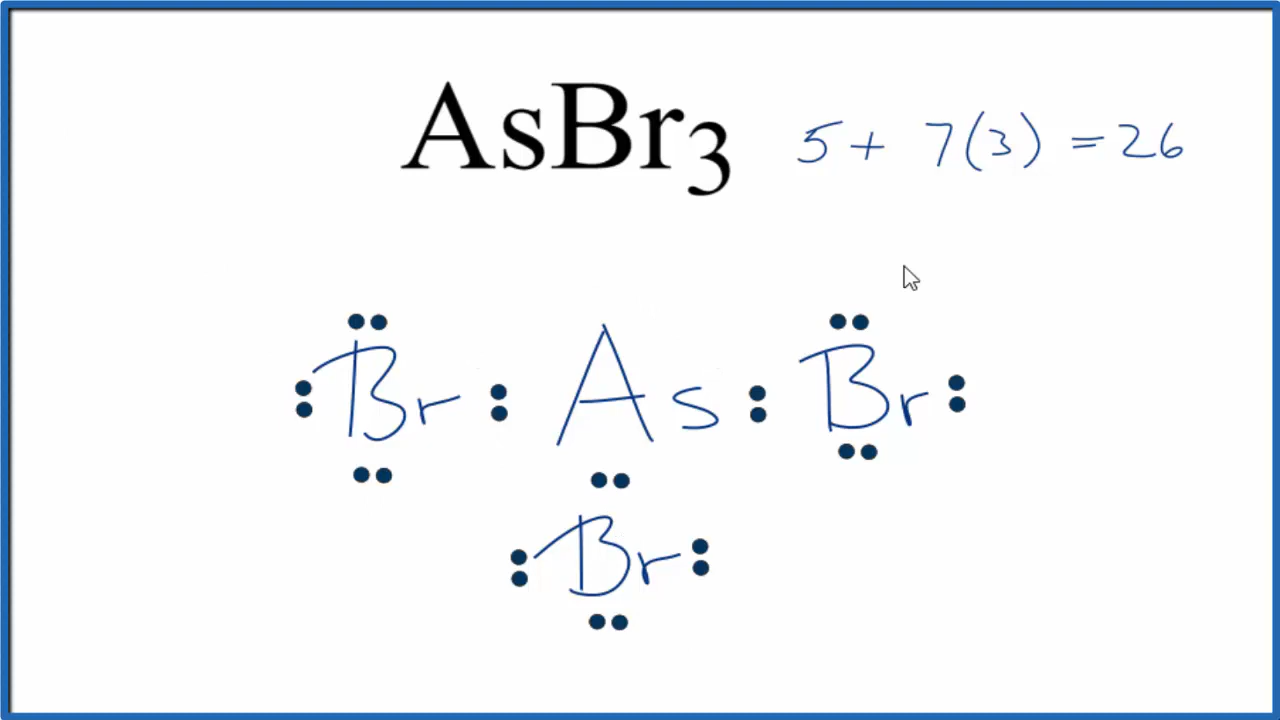 AsBr3 5 + 7(3) = 26
Br : As : Br
Br